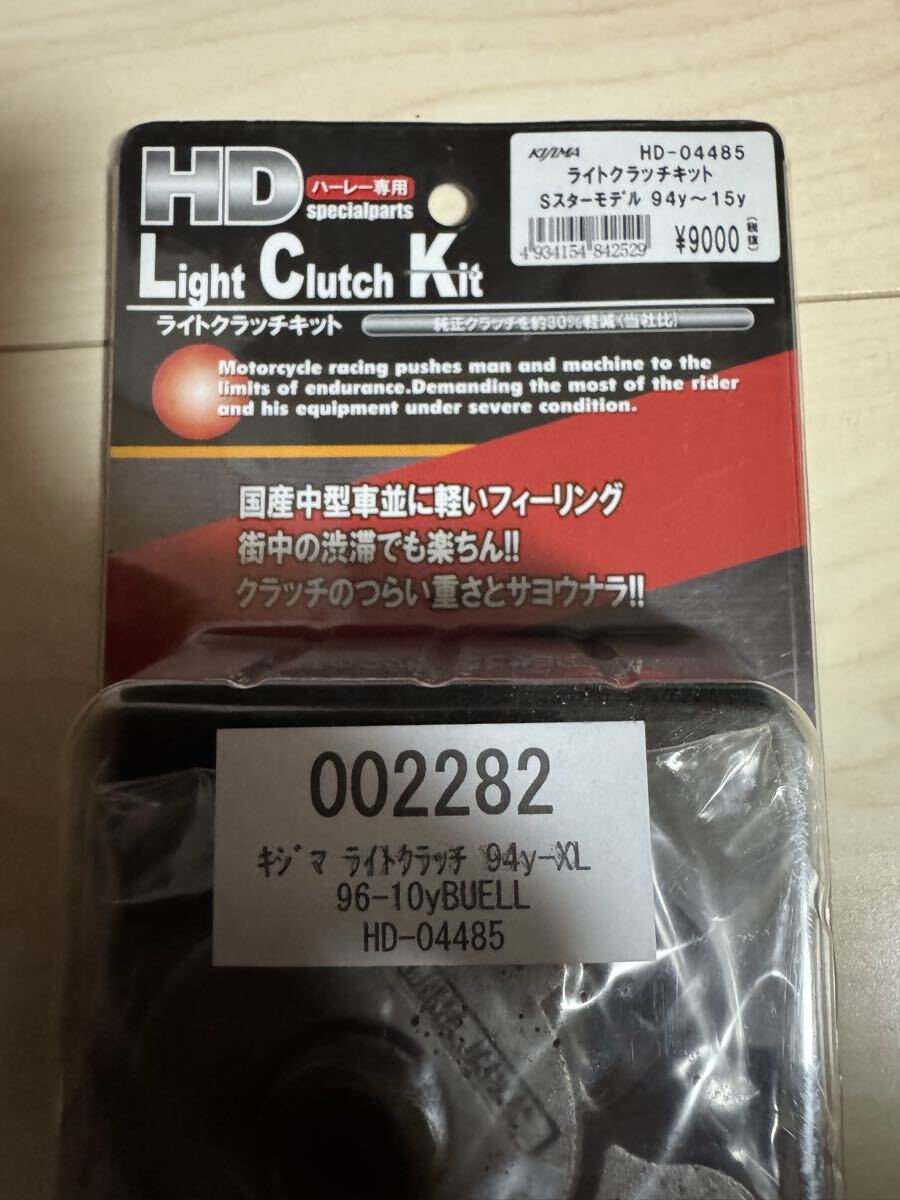 HD
ハーレー専用
specialparts
KIJIMA HD-04485
ライトクラッチキット
Sスターモデル 94y～15y
4 934154 842529
¥9000(税抜)
Light Clutch Kit
ライトクラッチキット
純正クラッチを約30%軽減(当社比)
Motorcycle racing pushes man and machine to the
limits of endurance.Demanding the most of the rider
and his equipment under severe condition.
国産中型車並に軽いフィーリング
街中の渋滞でも楽ちん!!
クラッチのつらい重さとサヨウナラ!!
002282
ｷｼﾞﾏ ﾗｲﾄｸﾗｯﾁ 94y-XL
96-10yBUELL
HD-04485